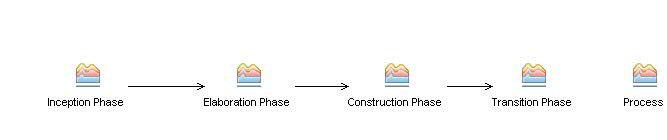 Inception Phase
Elaboration Phase
Construction Phase
Transition Phase
Process